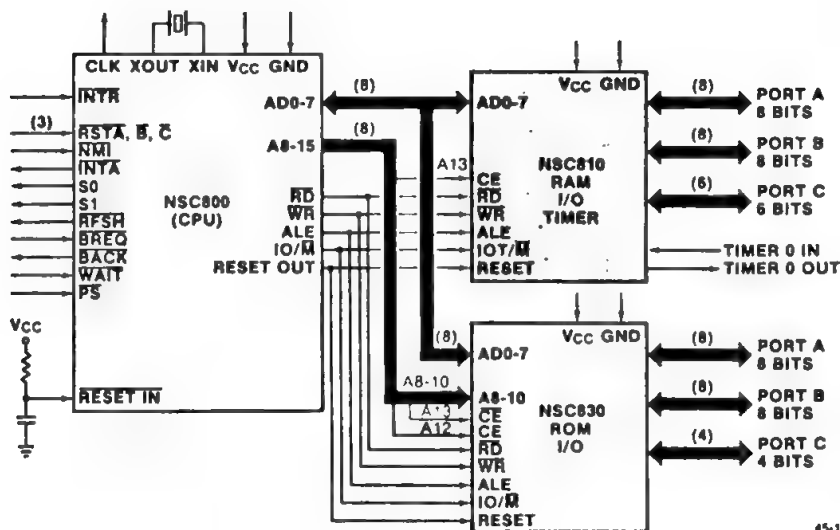 CLK XOUT XIN VCC GND
INTR
(3)
RSTA, B, C
NMI
INTA
S0
S1
RFSH
BREQ
BACK
WAIT
PS
VCC
RESET IN
NSC800
(CPU)
AD0-7
A8-15
RD
WR
ALE
IO/M
RESET OUT
(8)
(8)
A13
VCC GND
AD0-7
CE
RD
WR
ALE
IOT/M
RESET
NSC810
RAM
I/O
TIMER
(8)
PORT A
8 BITS
(8)
PORT B
8 BITS
(6)
PORT C
6 BITS
TIMER 0 IN
TIMER 0 OUT
(8)
A8-10
A13
A12
VCC GND
AD0-7
A8-10
CE
CE
RD
WR
ALE
IO/M
RESET
NSC830
ROM
I/O
(8)
PORT A
8 BITS
(8)
PORT B
8 BITS
(4)
PORT C
4 BITS